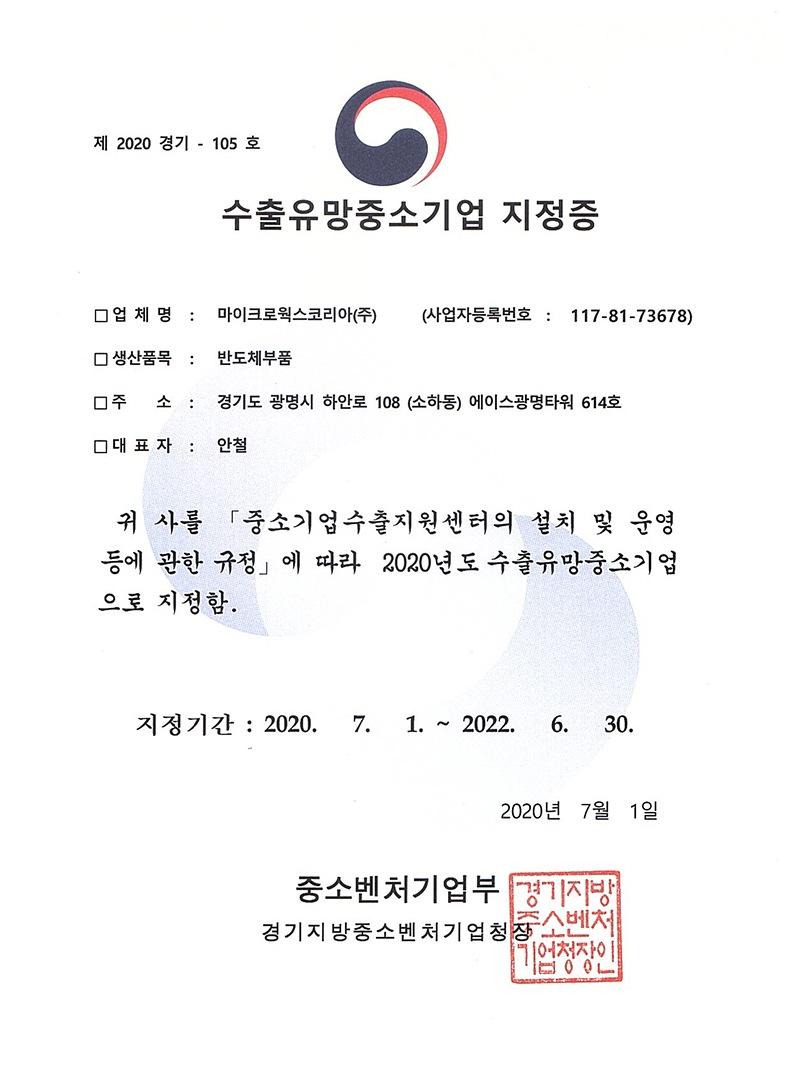 제 2020 경기 - 105 호
수출유망중소기업 지정증
□ 업 체 명 : 마이크로웍스코리아(주) (사업자등록번호 : 117-81-73678)
□ 생산품목 : 반도체부품
□ 주 소 : 경기도 광명시 하안로 108 (소하동) 에이스광명타워 614호
□ 대 표 자 : 안철
귀 사를 「중소기업수출지원센터의 설치 및 운영
등에 관한 규정」에 따라 2020년도 수출유망중소기업
으로 지정함.
지정기간 : 2020. 7. 1. ~ 2022. 6. 30.
2020년 7월 1일
중소벤처기업부
경기지방중소벤처기업청장
경기지방
중소벤처
기업청장인